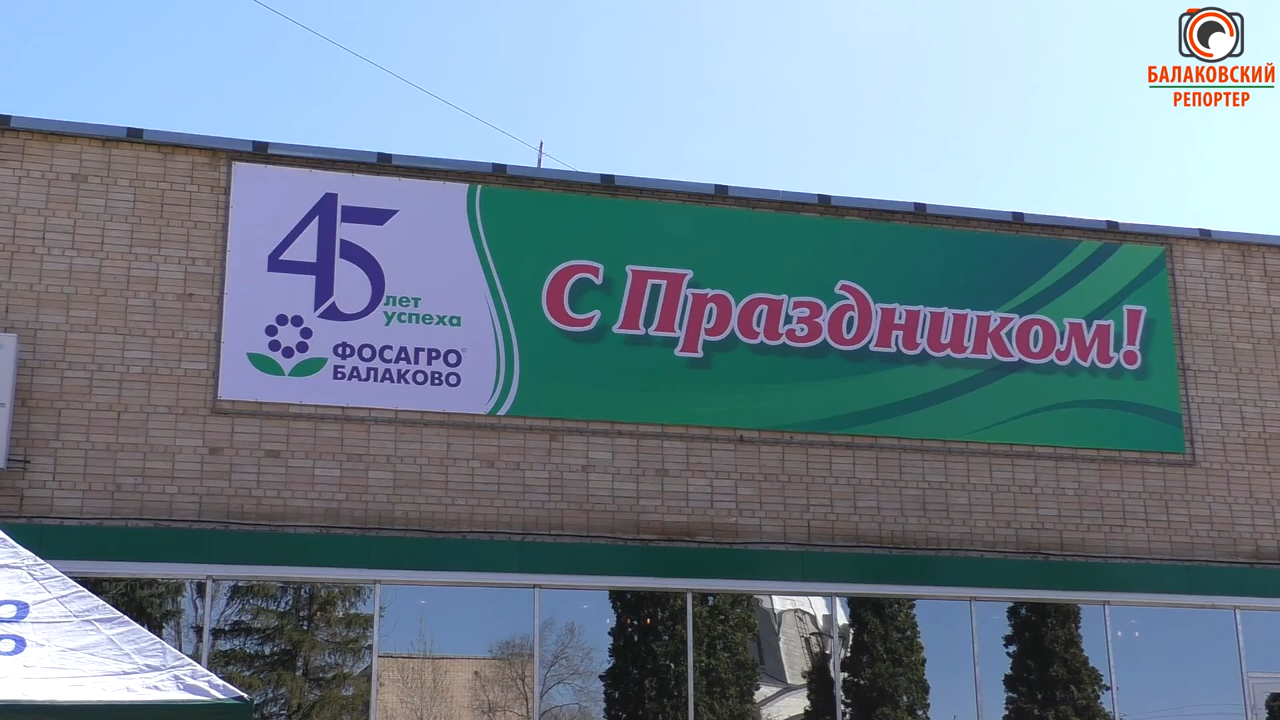 БАЛАКОВСКИЙ
РЕПОРТЕР
45
лет
успеха
ФОСАГРО
БАЛАКОВО
С Праздником!